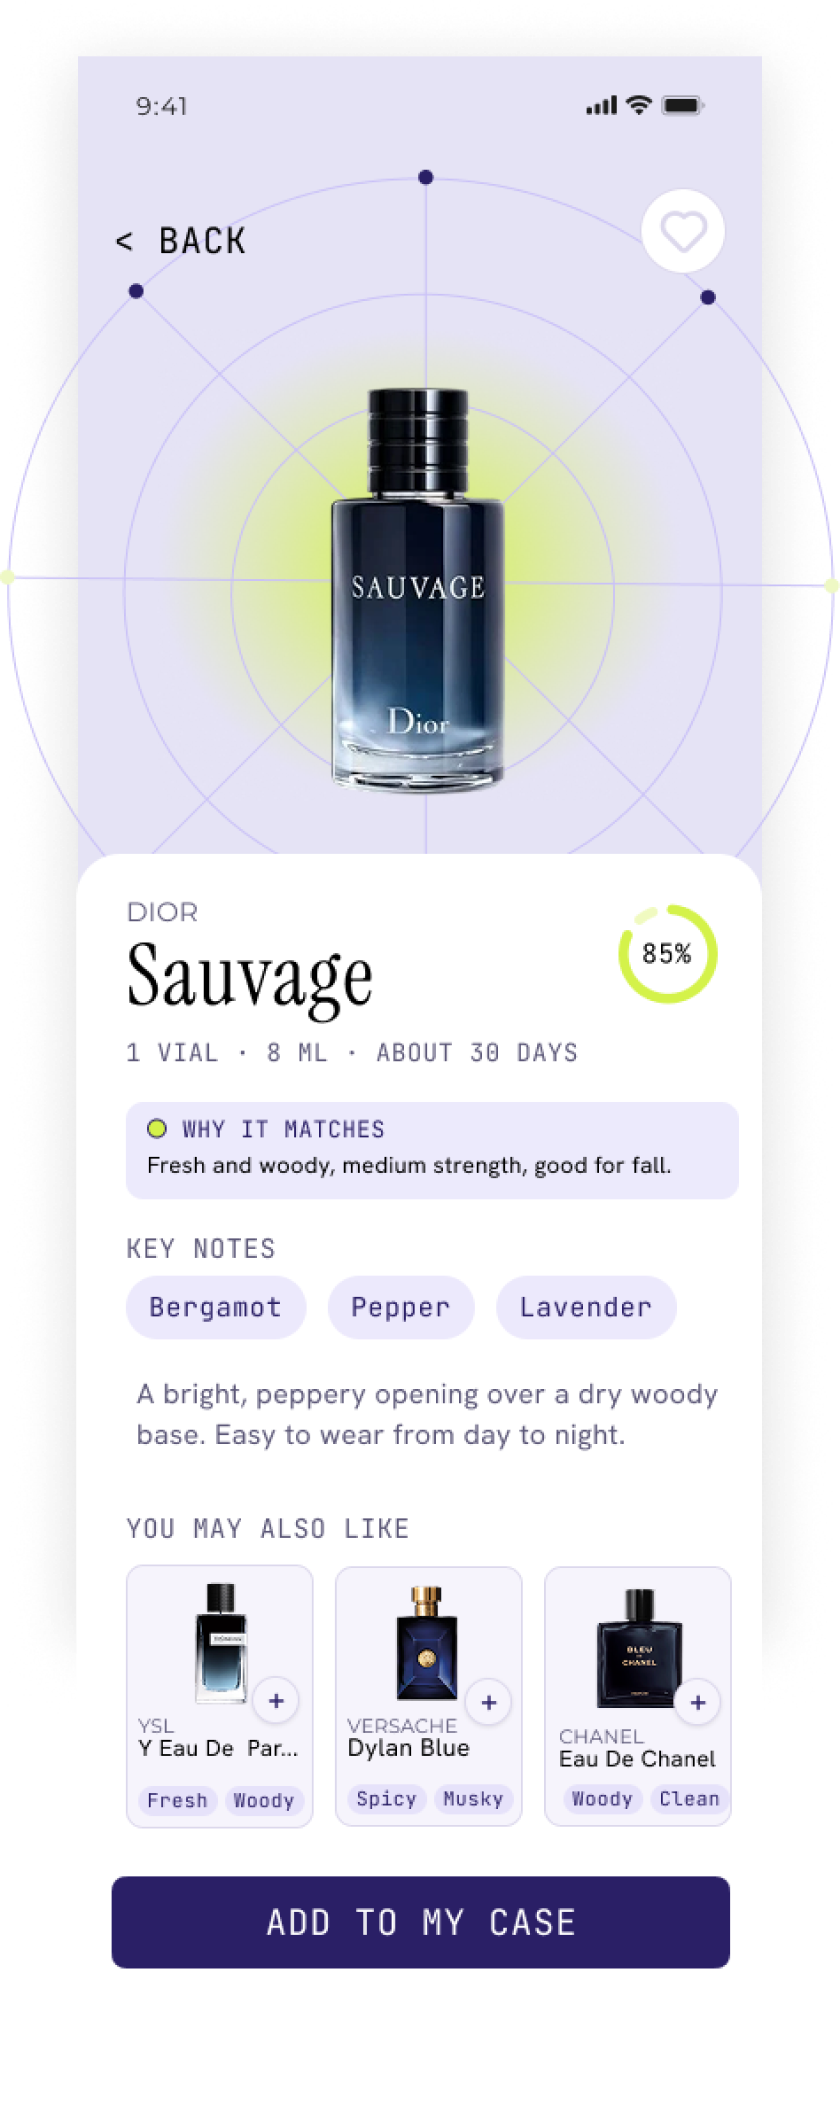 9:41
< BACK
SAUVAGE
Dior
DIOR
Sauvage
85%
1 VIAL · 8 ML · ABOUT 30 DAYS
WHY IT MATCHES
Fresh and woody, medium strength, good for fall.
KEY NOTES
Bergamot Pepper Lavender
A bright, peppery opening over a dry woody
base. Easy to wear from day to night.
YOU MAY ALSO LIKE
BLEU
CHANEL
+ + +
YSL VERSACHE CHANEL
Y Eau De Par... Dylan Blue Eau De Chanel
Fresh Woody Spicy Musky Woody Clean
ADD TO MY CASE